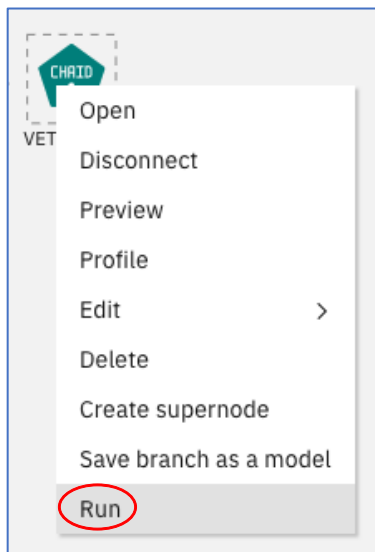 CHAID
VET
Open
Disconnect
Preview
Profile
Edit
Delete
Create supernode
Save branch as a model
Run